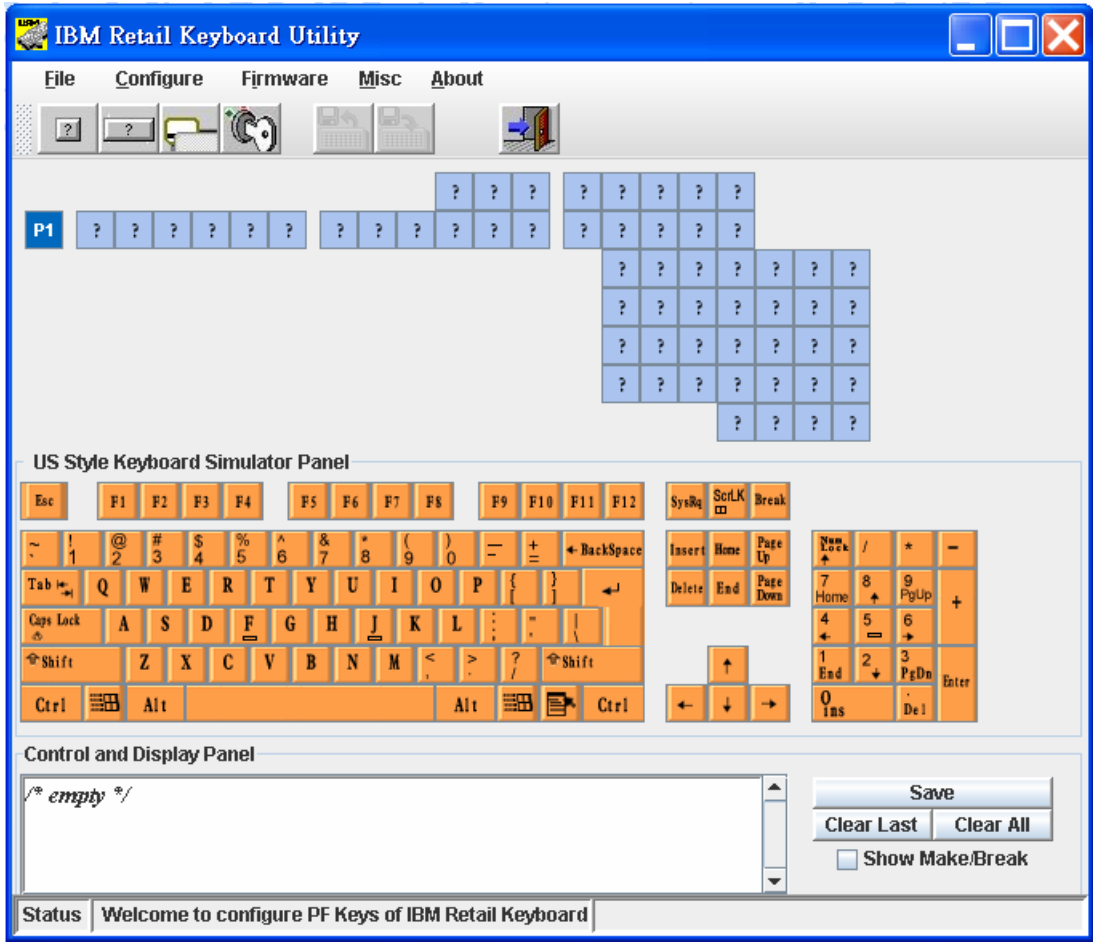 IBM Retail Keyboard Utility
File Configure Firmware Misc About
? ?
? ? ? ? ? ? ? ?
P1 ? ? ? ? ? ? ? ? ? ? ? ? ? ? ? ? ?
? ? ? ? ? ? ?
? ? ? ? ? ? ?
? ? ? ? ? ? ?
? ? ? ? ? ? ?
? ? ? ?
US Style Keyboard Simulator Panel
Esc F1 F2 F3 F4 F5 F6 F7 F8 F9 F10 F11 F12 SysRq ScrLK Break
~ ` ! 1 @ 2 # 3 $ 4 % 5 ^ 6 & 7 * 8 ( 9 ) 0 — - + = ← BackSpace Insert Home Page Up Num Lock / * -
Tab Q W E R T Y U I O P { [ } ] Delete End Page Down 7 Home 8 9 PgUp +
Caps Lock A S D F G H J K L : ; " ' | \ 4 ← 5 6 →
Shift Z X C V B N M < , > . ? / Shift ↑ 1 End 2 ↓ 3 PgDn Enter
Ctrl Alt Alt Ctrl ← ↓ → 0 ins . Del
Control and Display Panel
/* empty */
Save
Clear Last Clear All
Show Make/Break
Status Welcome to configure PF Keys of IBM Retail Keyboard